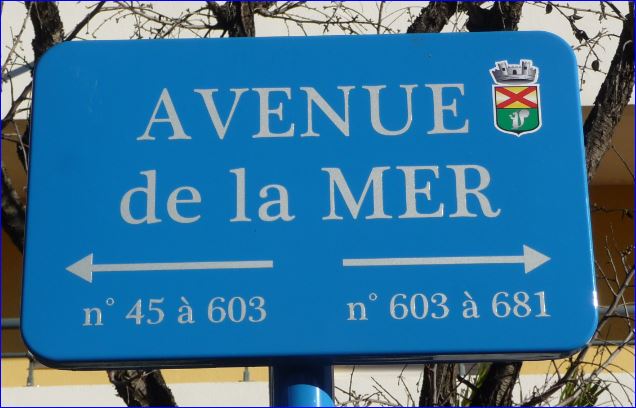 AVENUE
de la MER
n° 45 à 603
n° 603 à 681